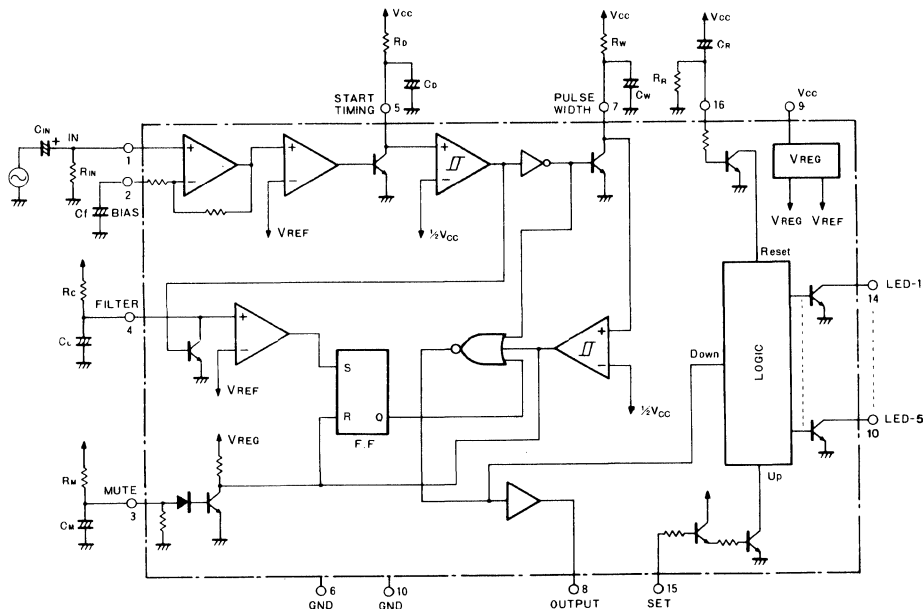 Vcc
RD
CD
START TIMING
5
Vcc
RW
CW
PULSE WIDTH
7
Vcc
CR
RR
16
Vcc
9
CIN
+
IN
1
RIN
2
Cf
BIAS
+
-
+
-
VREF
+
-
½Vcc
VREG
VREG
VREF
Reset
RC
FILTER
4
CL
+
-
VREF
+
-
½Vcc
LED-1
14
Down
LOGIC
S
R
Q
F.F
LED-5
10
Up
VREG
RM
MUTE
3
CM
6
GND
10
GND
8
OUTPUT
15
SET